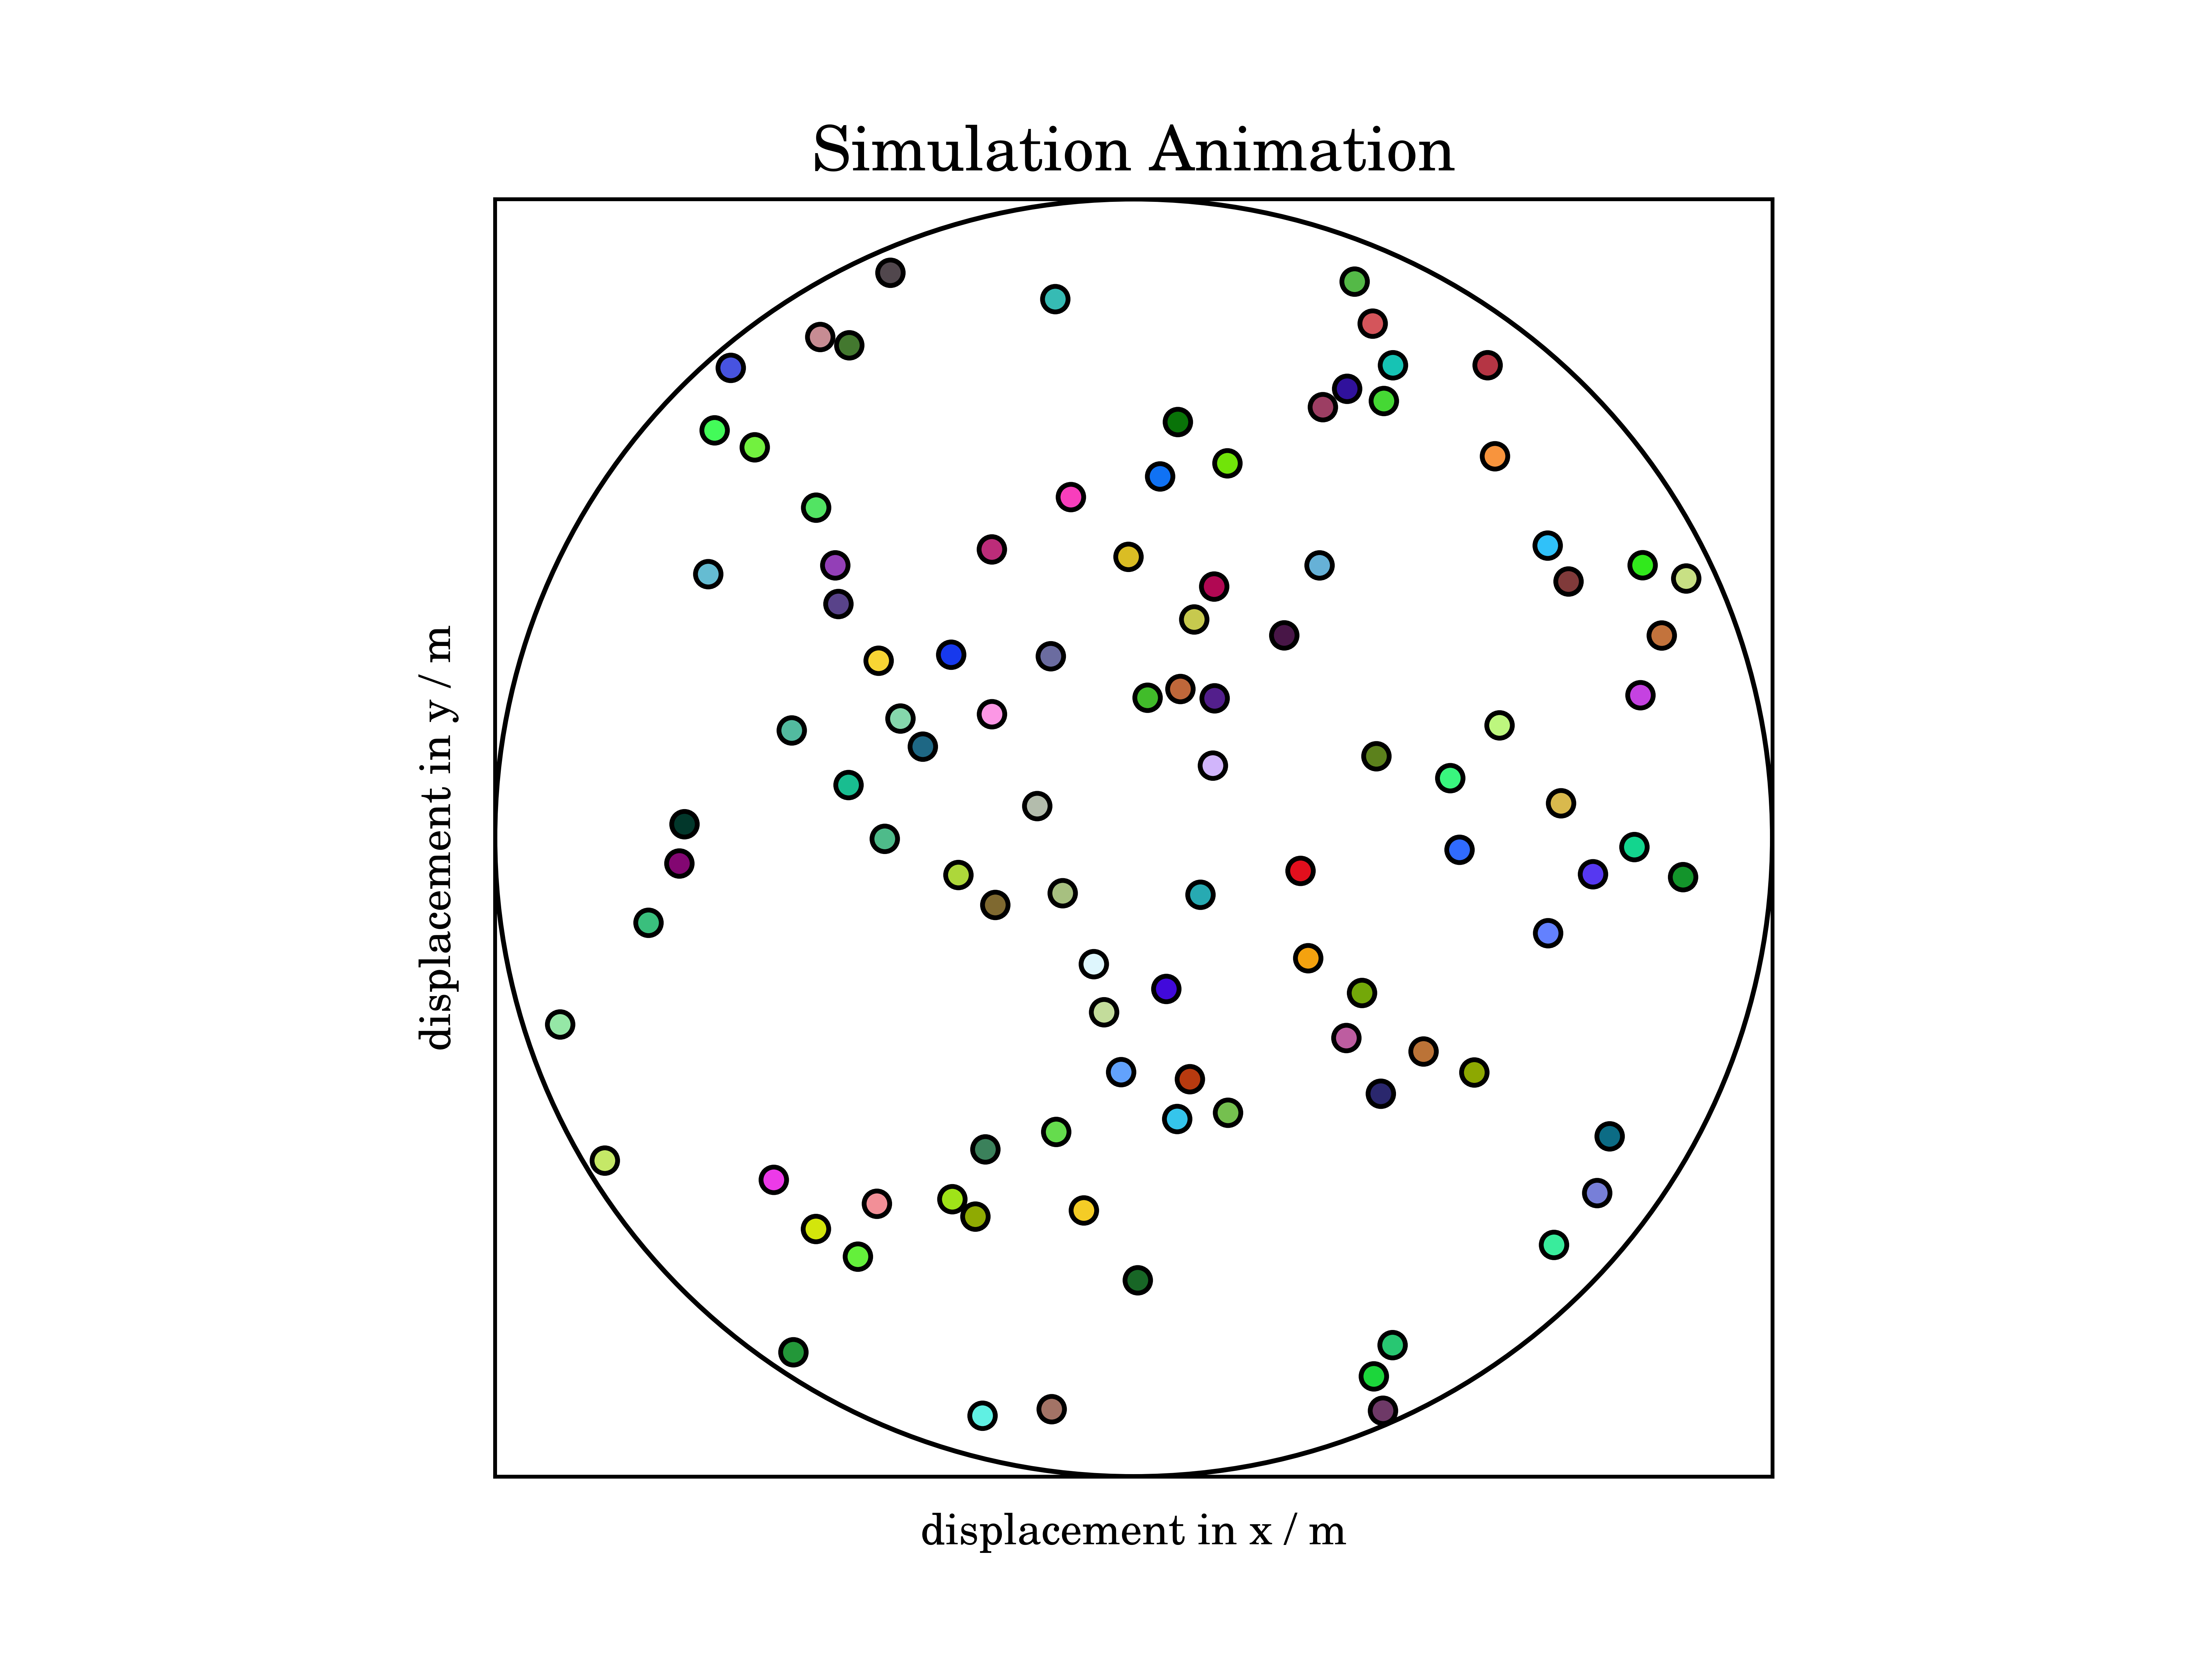 Simulation Animation
displacement in y / m
displacement in x / m